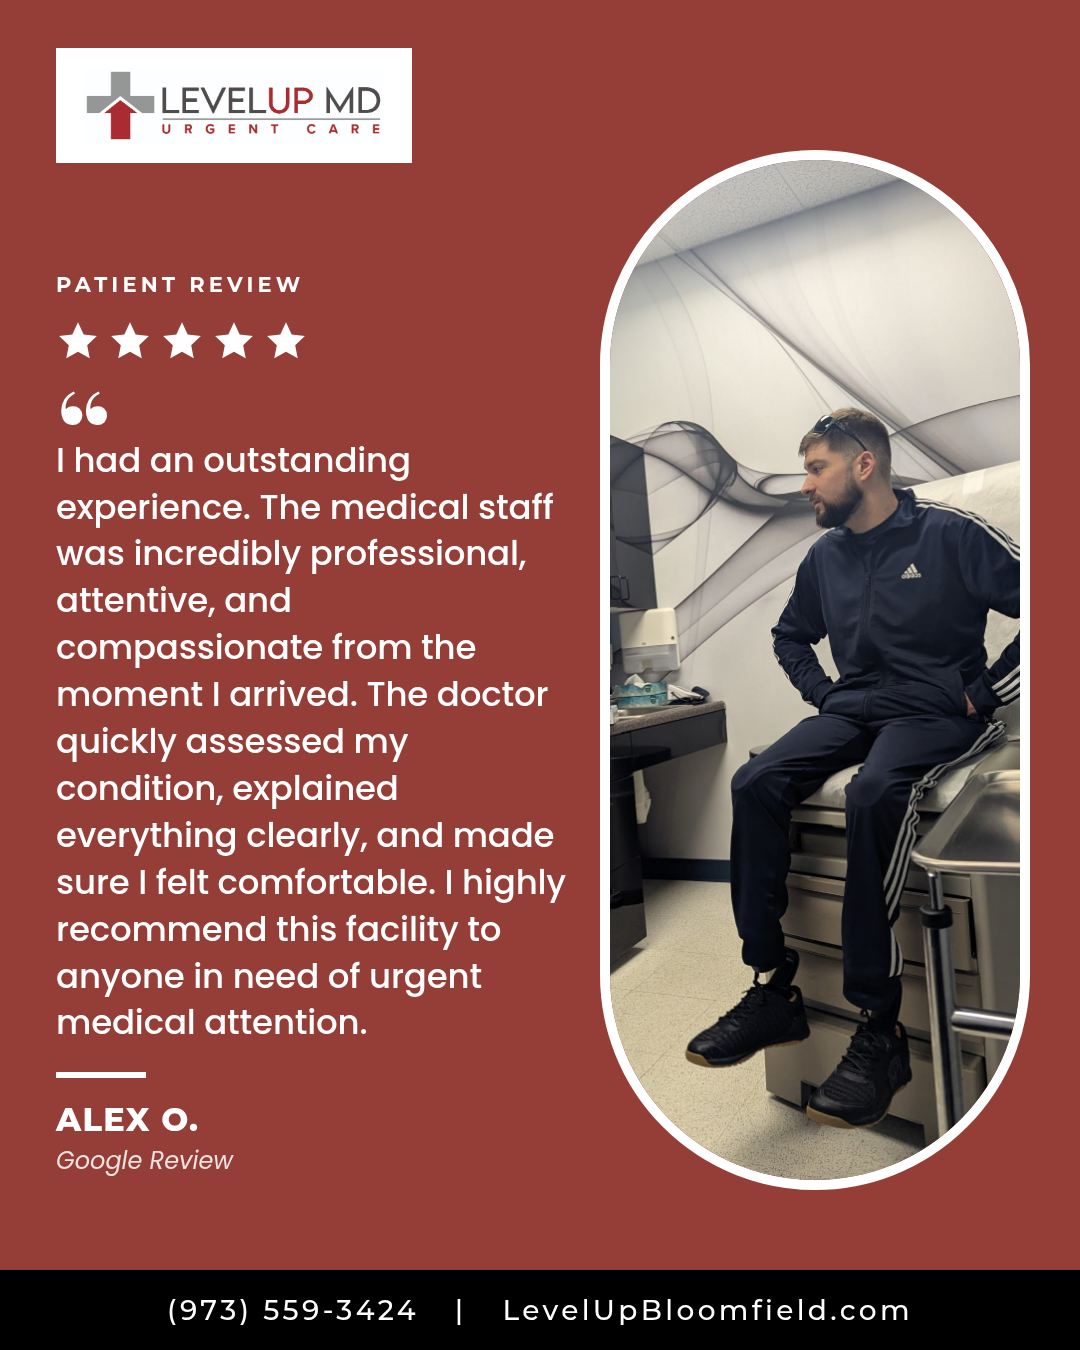 LEVELUP MD
URGENT CARE
PATIENT REVIEW
“
I had an outstanding
experience. The medical staff
was incredibly professional,
attentive, and
compassionate from the
moment I arrived. The doctor
quickly assessed my
condition, explained
everything clearly, and made
sure I felt comfortable. I highly
recommend this facility to
anyone in need of urgent
medical attention.
ALEX O.
Google Review
adidas
(973) 559-3424 | LevelUpBloomfield.com